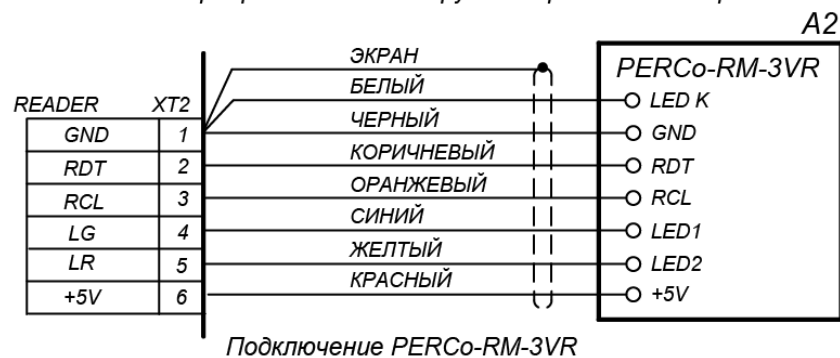 A2
ЭКРАН
PERCo-RM-3VR
БЕЛЫЙ
READER XT2 LED K
ЧЕРНЫЙ
GND 1 GND
КОРИЧНЕВЫЙ
RDT 2 RDT
ОРАНЖЕВЫЙ
RCL 3 RCL
СИНИЙ
LG 4 LED1
ЖЕЛТЫЙ
LR 5 LED2
КРАСНЫЙ
+5V 6 +5V
Подключение PERCo-RM-3VR